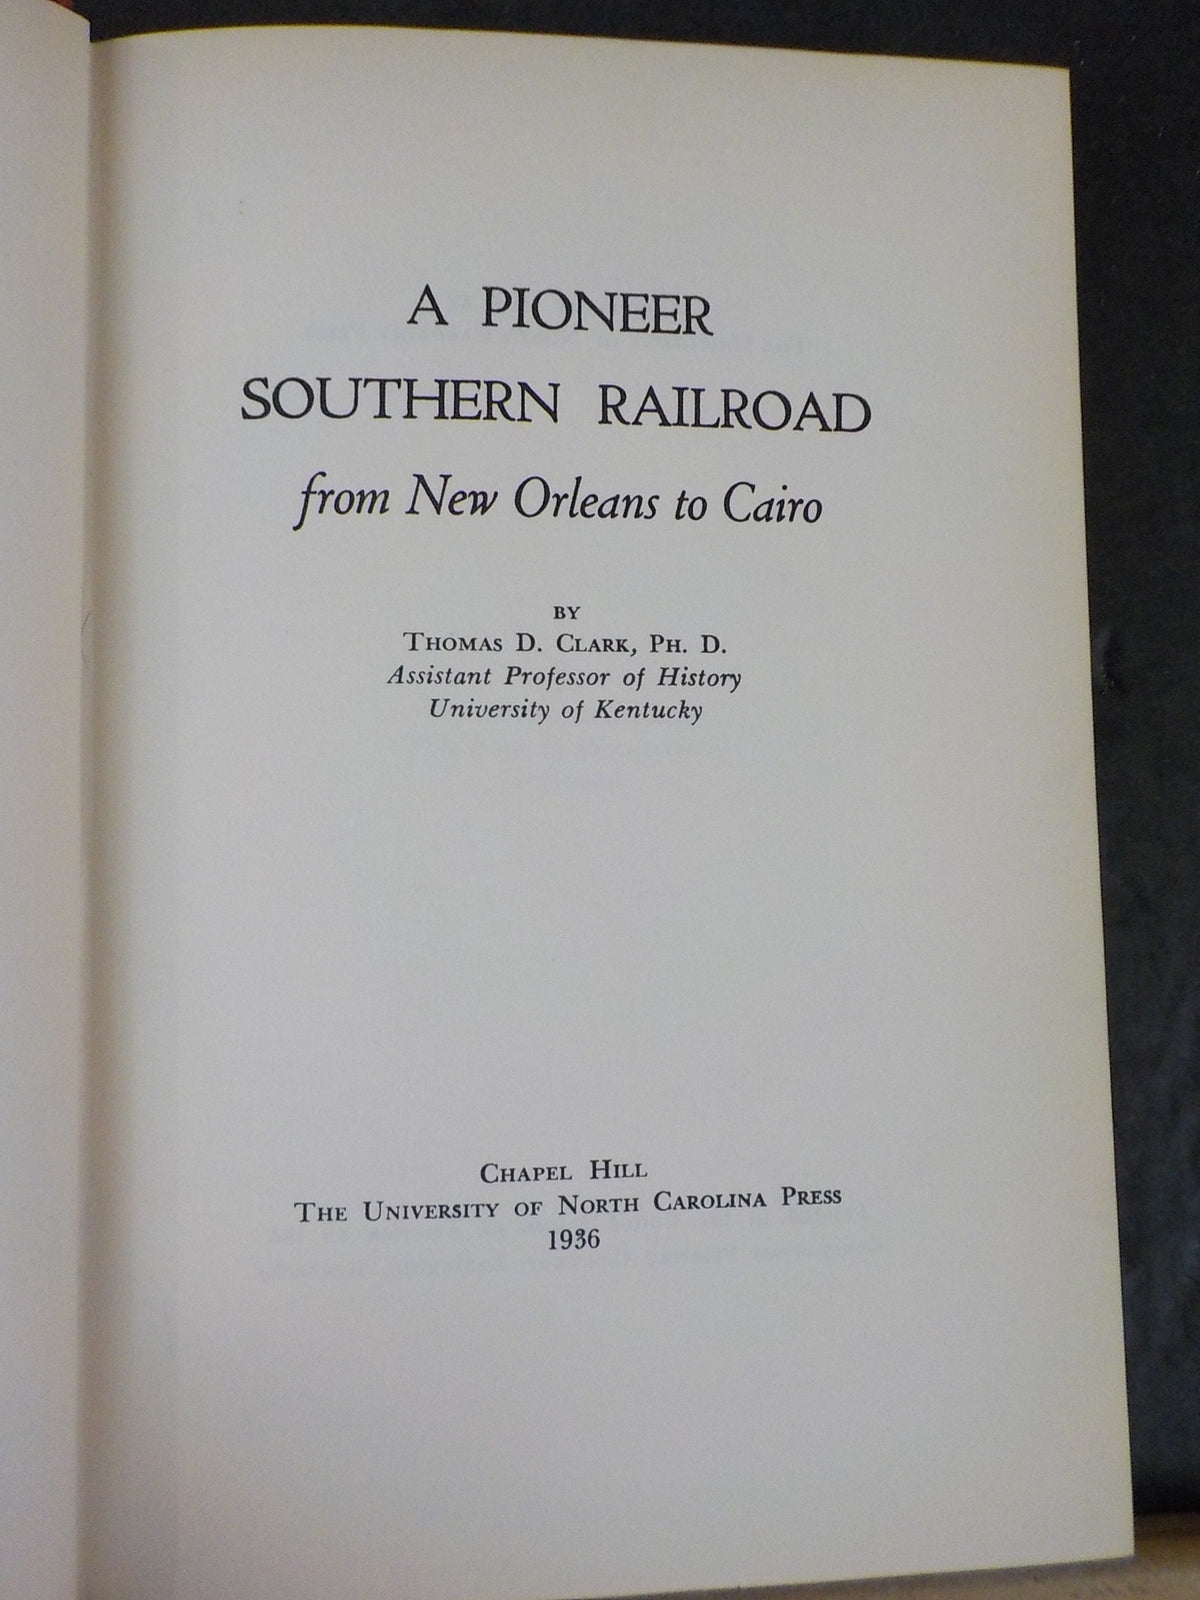 A PIONEER
SOUTHERN RAILROAD
from New Orleans to Cairo
BY
THOMAS D. CLARK, PH. D.
Assistant Professor of History
University of Kentucky
CHAPEL HILL
THE UNIVERSITY OF NORTH CAROLINA PRESS
1936